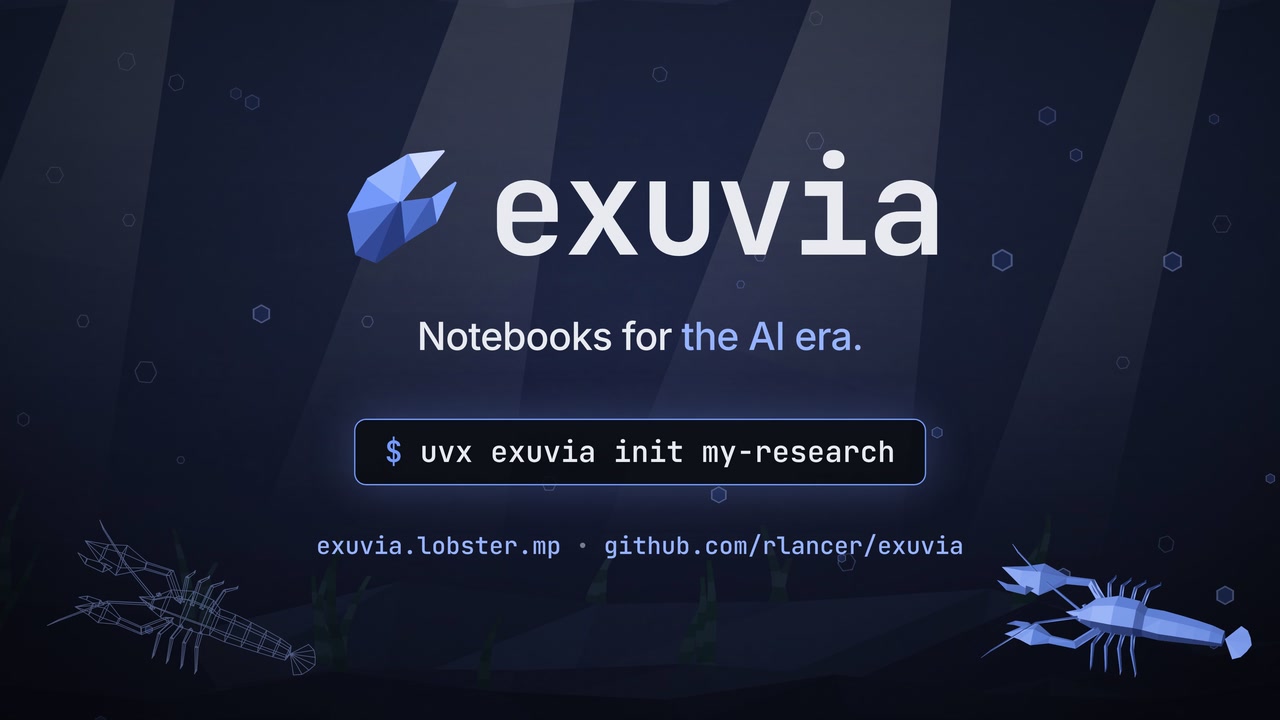 exuvia
Notebooks for the AI era.
$ uvx exuvia init my-research
exuvia.lobster.mp • github.com/rlancer/exuvia